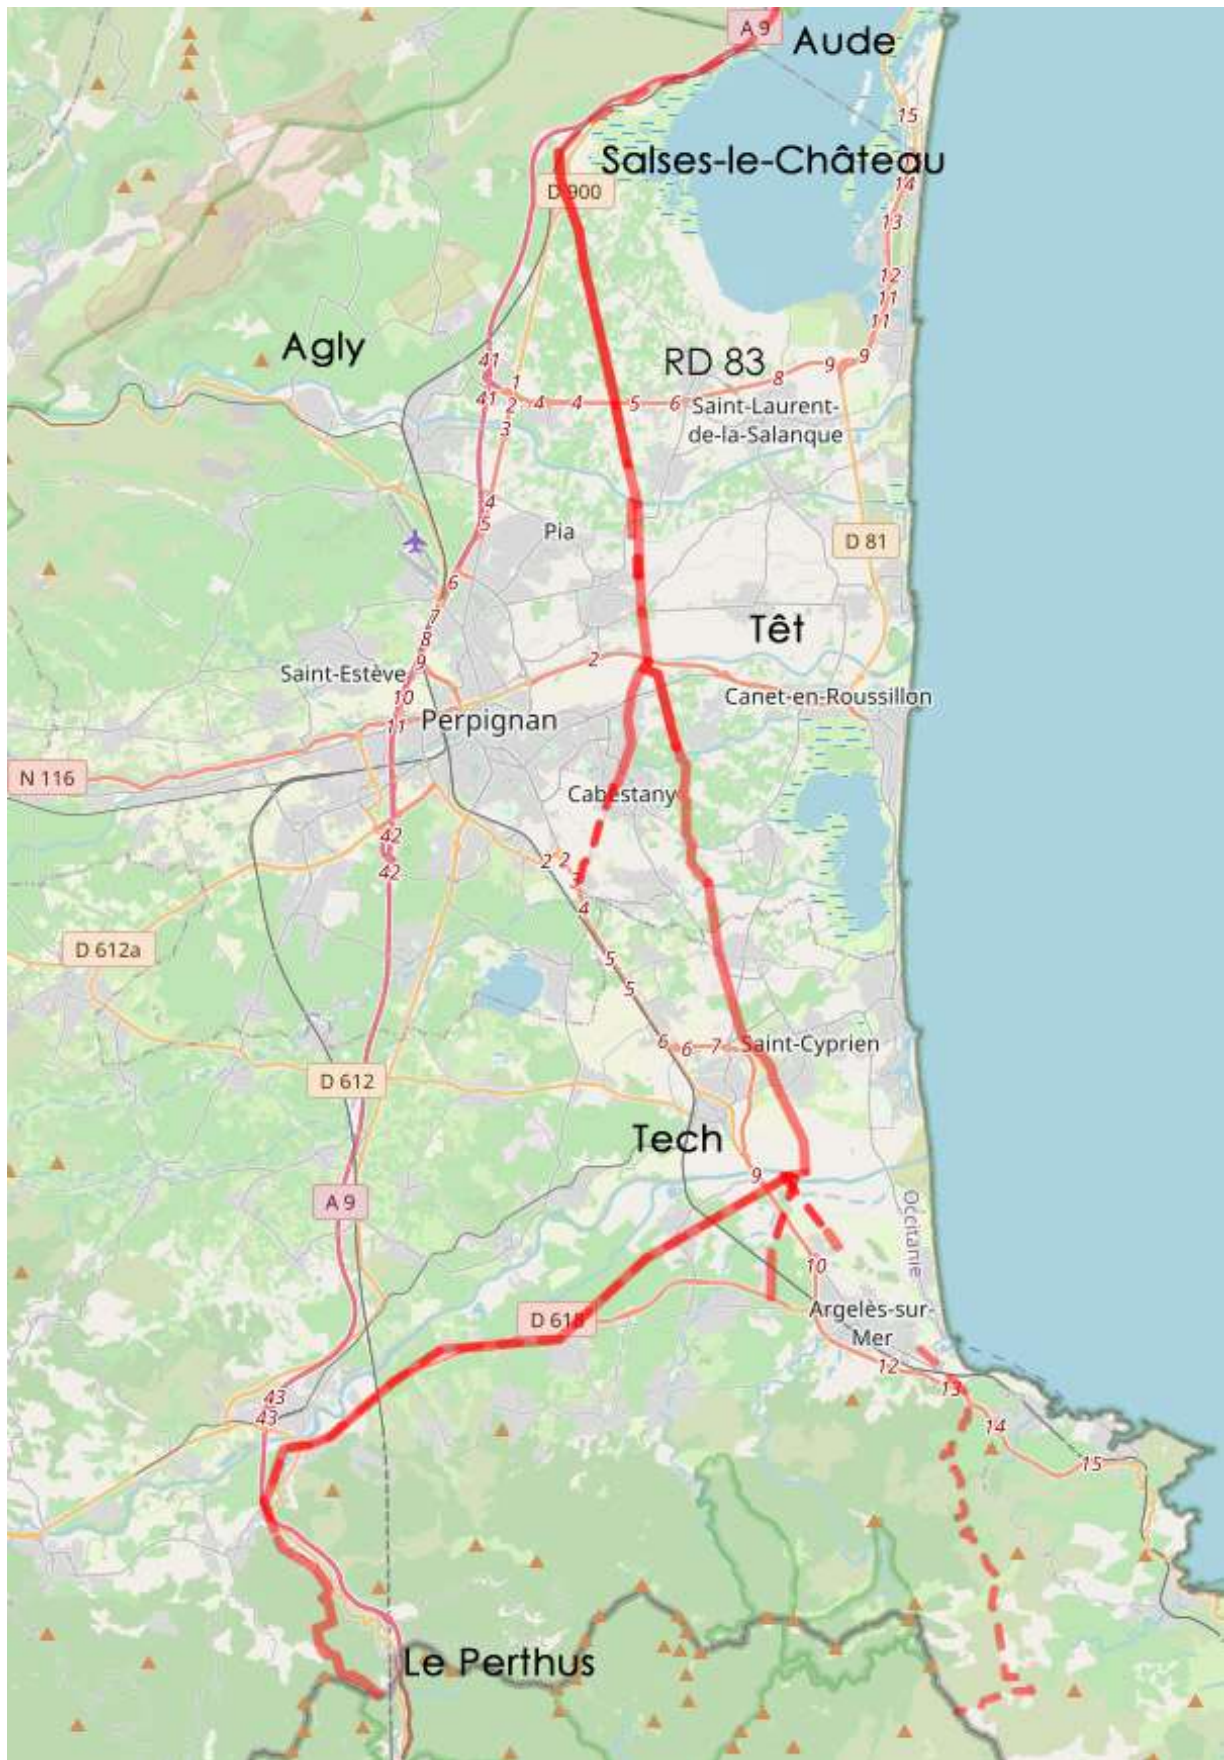 A 9
Aude
15
Salses-le-Château
14
D 900
13
12
11
Agly
11
RD 83
41
1
9
9
8
41
2
4
4
5
6
Saint-Laurent-
de-la-Salanque
3
4
5
Pia
D 81
6
7
8
Têt
9
2
Saint-Estève
10
Canet-en-Roussillon
11
Perpignan
N 116
Cabestany
42
2
2
42
3
4
D 612a
5
5
6
6
7
Saint-Cyprien
D 612
Tech
9
A 9
Occitanie
10
D 618
Argelès-sur-
Mer
12
13
43
43
14
15
Le Perthus